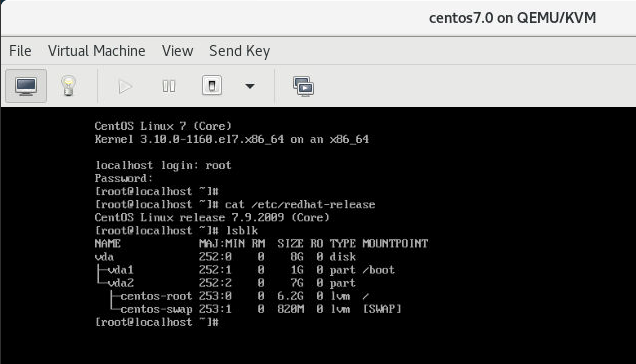 centos7.0 on QEMU/KVM
File Virtual Machine View Send Key
CentOS Linux 7 (Core)
Kernel 3.10.0-1160.el7.x86_64 on an x86_64
localhost login: root
Password:
[root@localhost ~]#
[root@localhost ~]# cat /etc/redhat-release
CentOS Linux release 7.9.2009 (Core)
[root@localhost ~]# lsblk
NAME            MAJ:MIN RM  SIZE RO TYPE MOUNTPOINT
vda             252:0    0    8G  0 disk
├─vda1          252:1    0    1G  0 part /boot
└─vda2          252:2    0    7G  0 part
  ├─centos-root 253:0    0  6.2G  0 lvm  /
  └─centos-swap 253:1    0  820M  0 lvm  [SWAP]
[root@localhost ~]#